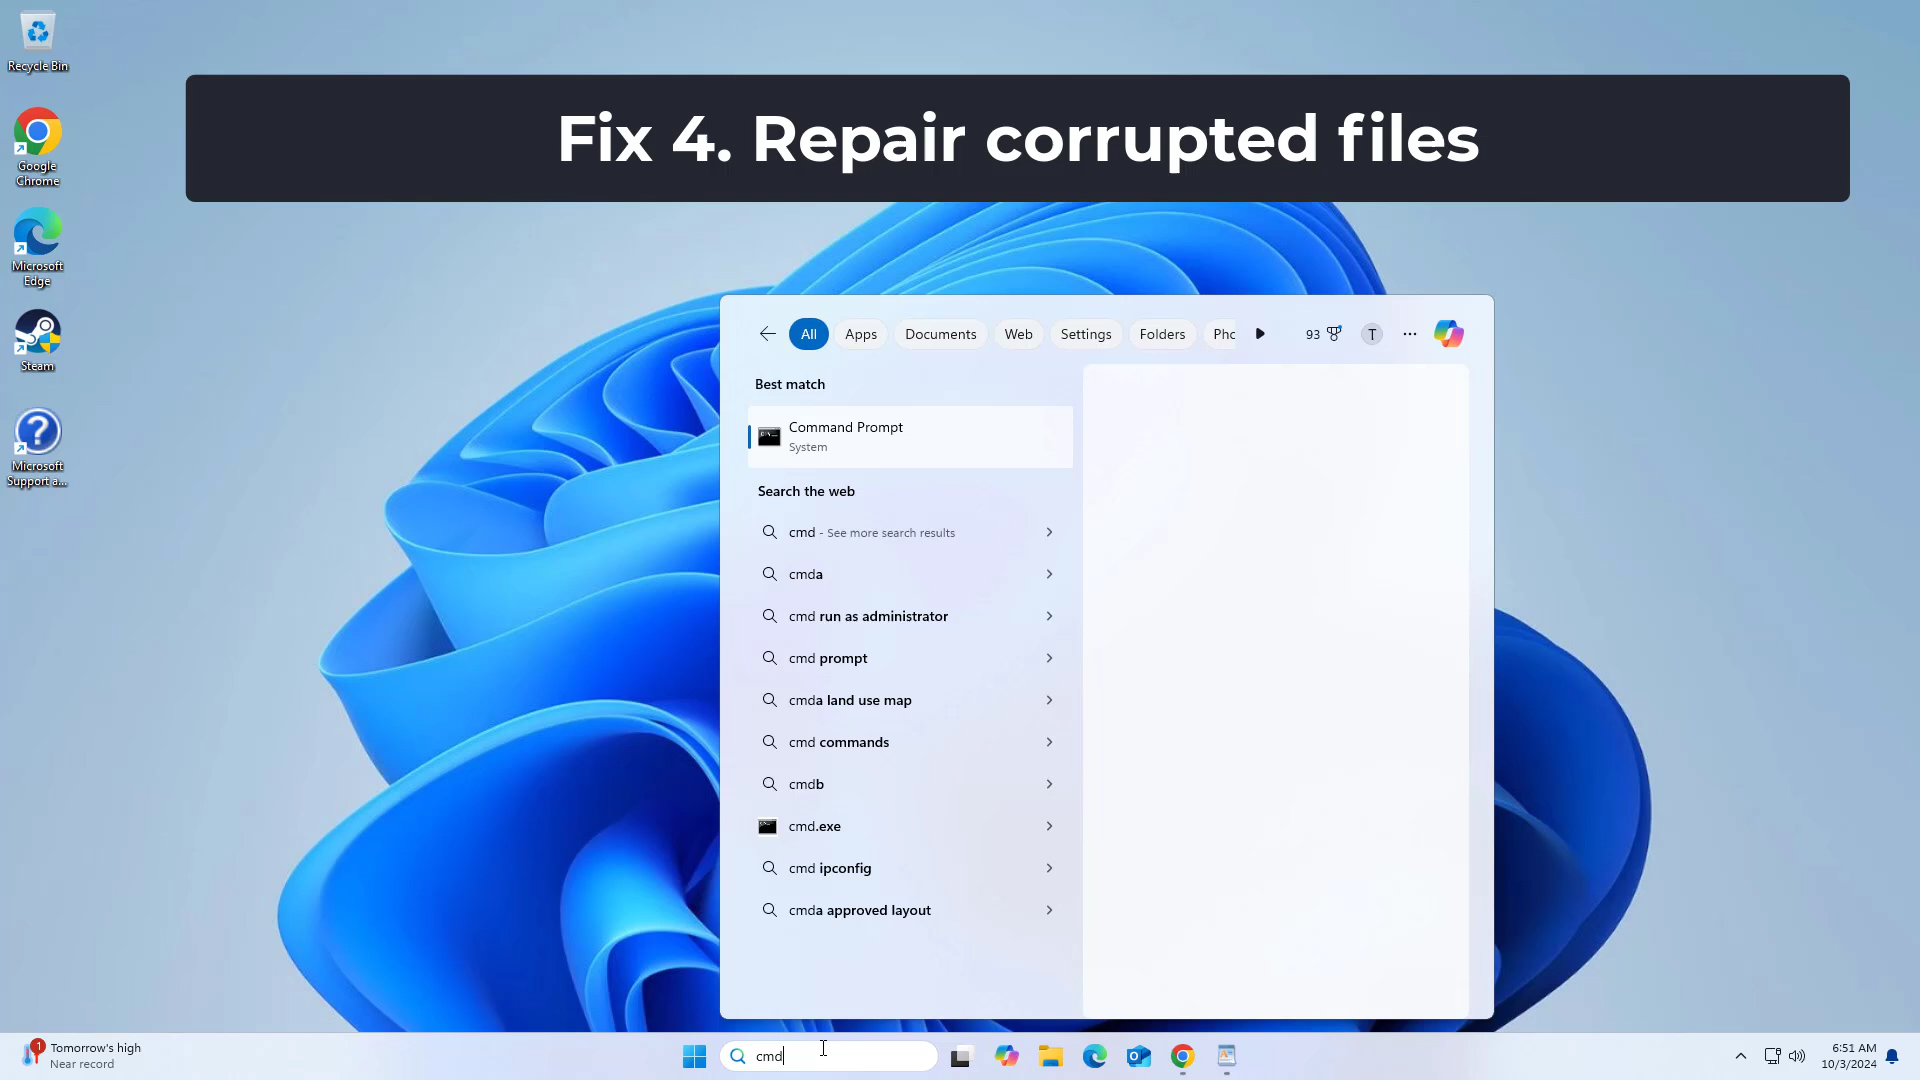 Recycle Bin
Google
Chrome
Microsoft
Edge
Steam
Microsoft
Support a...
Fix 4. Repair corrupted files
All Apps Documents Web Settings Folders Pho 93 T ...
Best match
Command Prompt
System
Search the web
cmd - See more search results
cmda
cmd run as administrator
cmd prompt
cmda land use map
cmd commands
cmdb
cmd.exe
cmd ipconfig
cmda approved layout
1
Tomorrow's high
Near record
cmd
6:51 AM
10/3/2024